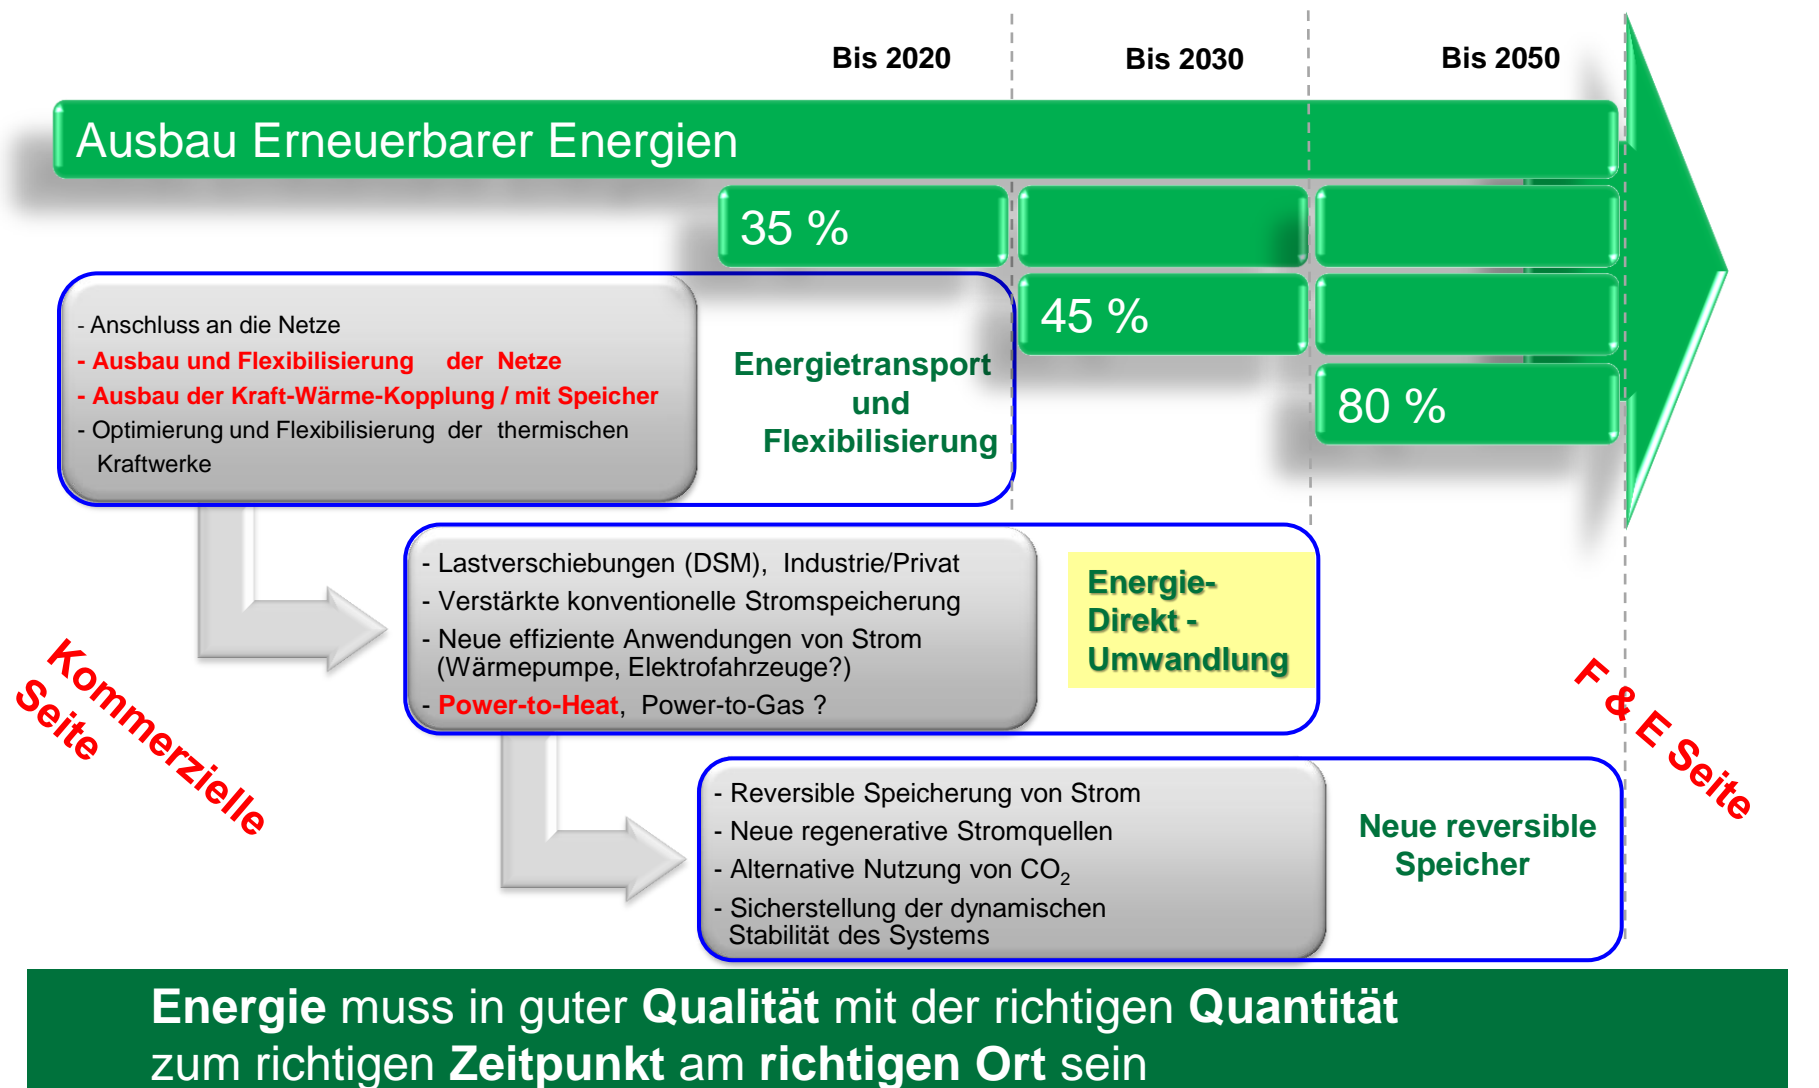 Bis 2020
Bis 2030
Bis 2050
Ausbau Erneuerbarer Energien
35 %
45 %
80 %
- Anschluss an die Netze
- Ausbau und Flexibilisierung der Netze
- Ausbau der Kraft-Wärme-Kopplung / mit Speicher
- Optimierung und Flexibilisierung der thermischen
Kraftwerke
Energietransport
und
Flexibilisierung
- Lastverschiebungen (DSM), Industrie/Privat
- Verstärkte konventionelle Stromspeicherung
- Neue effiziente Anwendungen von Strom
(Wärmepumpe, Elektrofahrzeuge?)
- Power-to-Heat, Power-to-Gas ?
Energie-
Direkt -
Umwandlung
Kommerzielle
Seite
F & E Seite
- Reversible Speicherung von Strom
- Neue regenerative Stromquellen
- Alternative Nutzung von CO₂
- Sicherstellung der dynamischen
Stabilität des Systems
Neue reversible
Speicher
Energie muss in guter Qualität mit der richtigen Quantität
zum richtigen Zeitpunkt am richtigen Ort sein